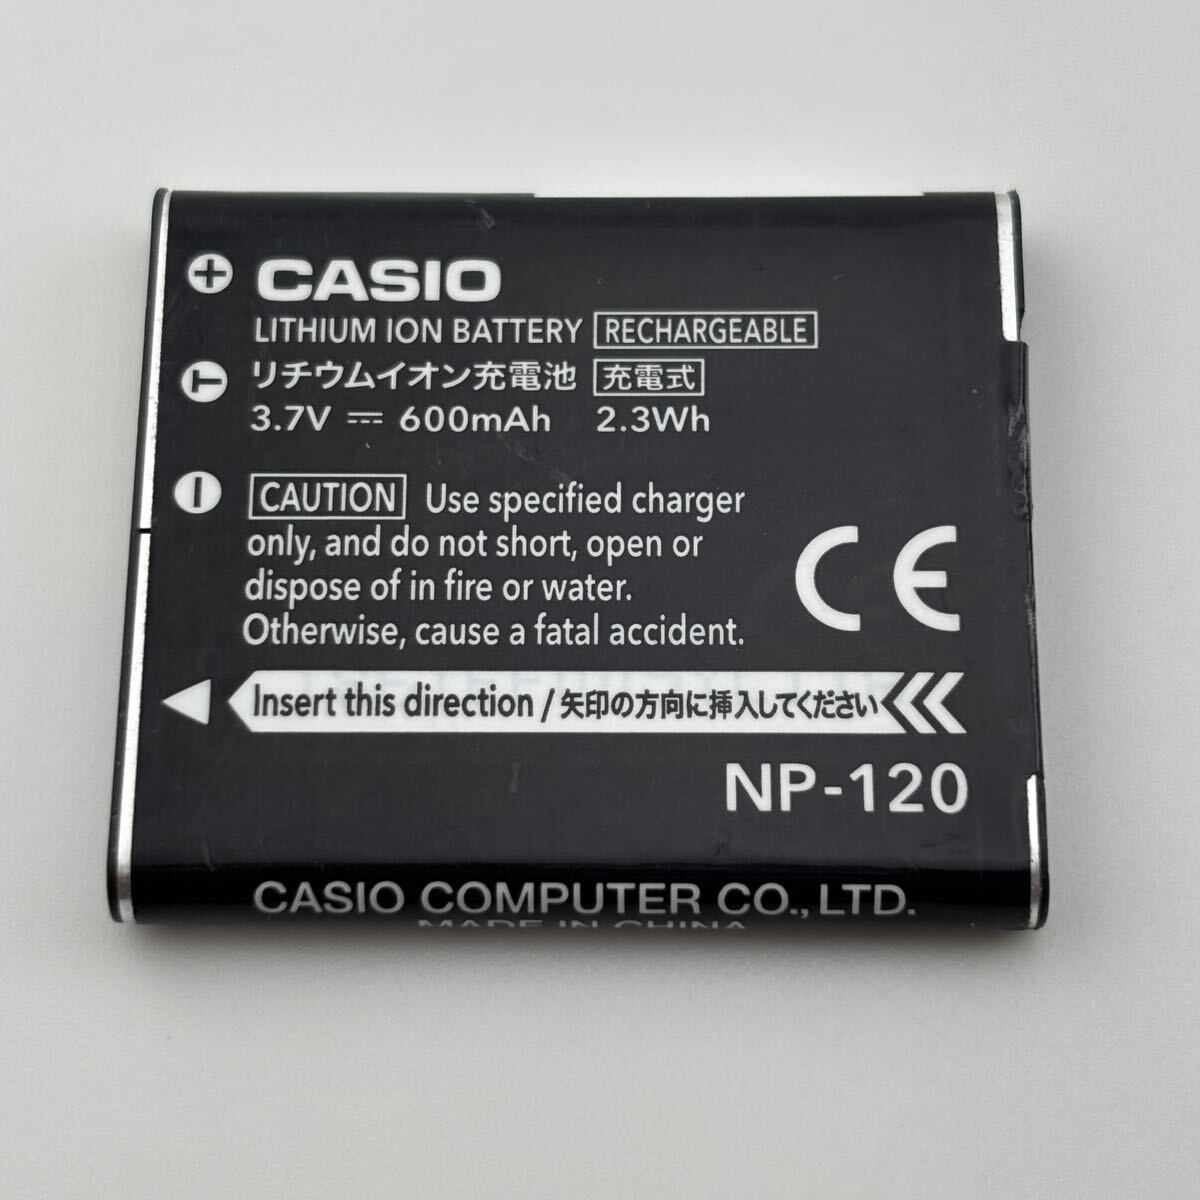 + CASIO
LITHIUM ION BATTERY RECHARGEABLE
T リチウムイオン充電池 充電式
3.7V ⎓ 600mAh 2.3Wh
− CAUTION Use specified charger
only, and do not short, open or
dispose of in fire or water.
Otherwise, cause a fatal accident.
CE
Insert this direction / 矢印の方向に挿入してください
NP-120
CASIO COMPUTER CO., LTD.
MADE IN CHINA